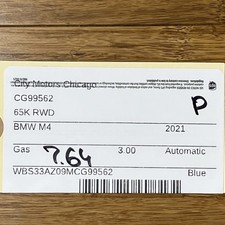 City Motors Chicago
CG99562
65K RWD
P
BMW M4 2021
Gas 7.64 3.00 Automatic
WBS33AZ09MCG99562 Blue